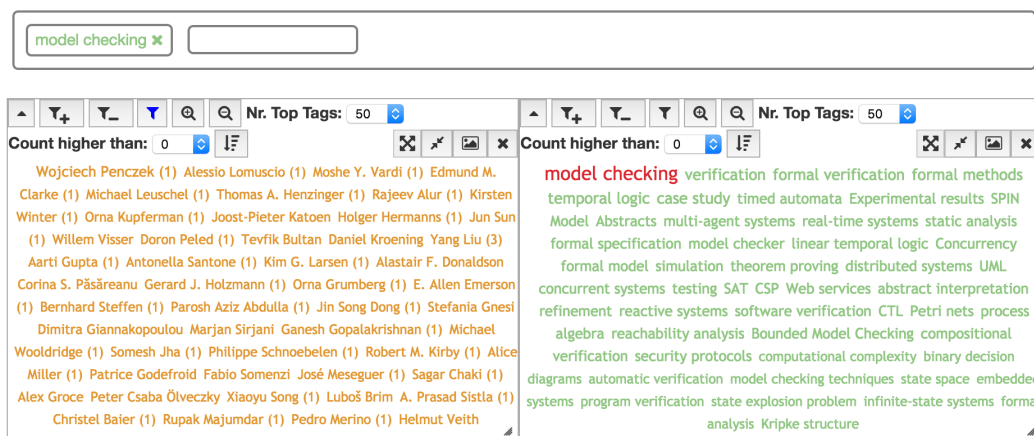 model checking ✖
Nr. Top Tags: 50
Count higher than: 0
Wojciech Penczek (1) Alessio Lomuscio (1) Moshe Y. Vardi (1) Edmund M.
Clarke (1) Michael Leuschel (1) Thomas A. Henzinger (1) Rajeev Alur (1) Kirsten
Winter (1) Orna Kupferman (1) Joost-Pieter Katoen Holger Hermanns (1) Jun Sun
(1) Willem Visser Doron Peled (1) Tevfik Bultan Daniel Kroening Yang Liu (3)
Aarti Gupta (1) Antonella Santone (1) Kim G. Larsen (1) Alastair F. Donaldson
Corina S. Păsăreanu Gerard J. Holzmann (1) Orna Grumberg (1) E. Allen Emerson
(1) Bernhard Steffen (1) Parosh Aziz Abdulla (1) Jin Song Dong (1) Stefania Gnesi
Dimitra Giannakopoulou Marjan Sirjani Ganesh Gopalakrishnan (1) Michael
Wooldridge (1) Somesh Jha (1) Philippe Schnoebelen (1) Robert M. Kirby (1) Alice
Miller (1) Patrice Godefroid Fabio Somenzi José Meseguer (1) Sagar Chaki (1)
Alex Groce Peter Csaba Ölveczky Xiaoyu Song (1) Luboš Brim A. Prasad Sistla (1)
Christel Baier (1) Rupak Majumdar (1) Pedro Merino (1) Helmut Veith
Nr. Top Tags: 50
Count higher than: 0
model checking verification formal verification formal methods
temporal logic case study timed automata Experimental results SPIN
Model Abstracts multi-agent systems real-time systems static analysis
formal specification model checker linear temporal logic Concurrency
formal model simulation theorem proving distributed systems UML
concurrent systems testing SAT CSP Web services abstract interpretation
refinement reactive systems software verification CTL Petri nets process
algebra reachability analysis Bounded Model Checking compositional
verification security protocols computational complexity binary decision
diagrams automatic verification model checking techniques state space embedde
systems program verification state explosion problem infinite-state systems forma
analysis Kripke structure